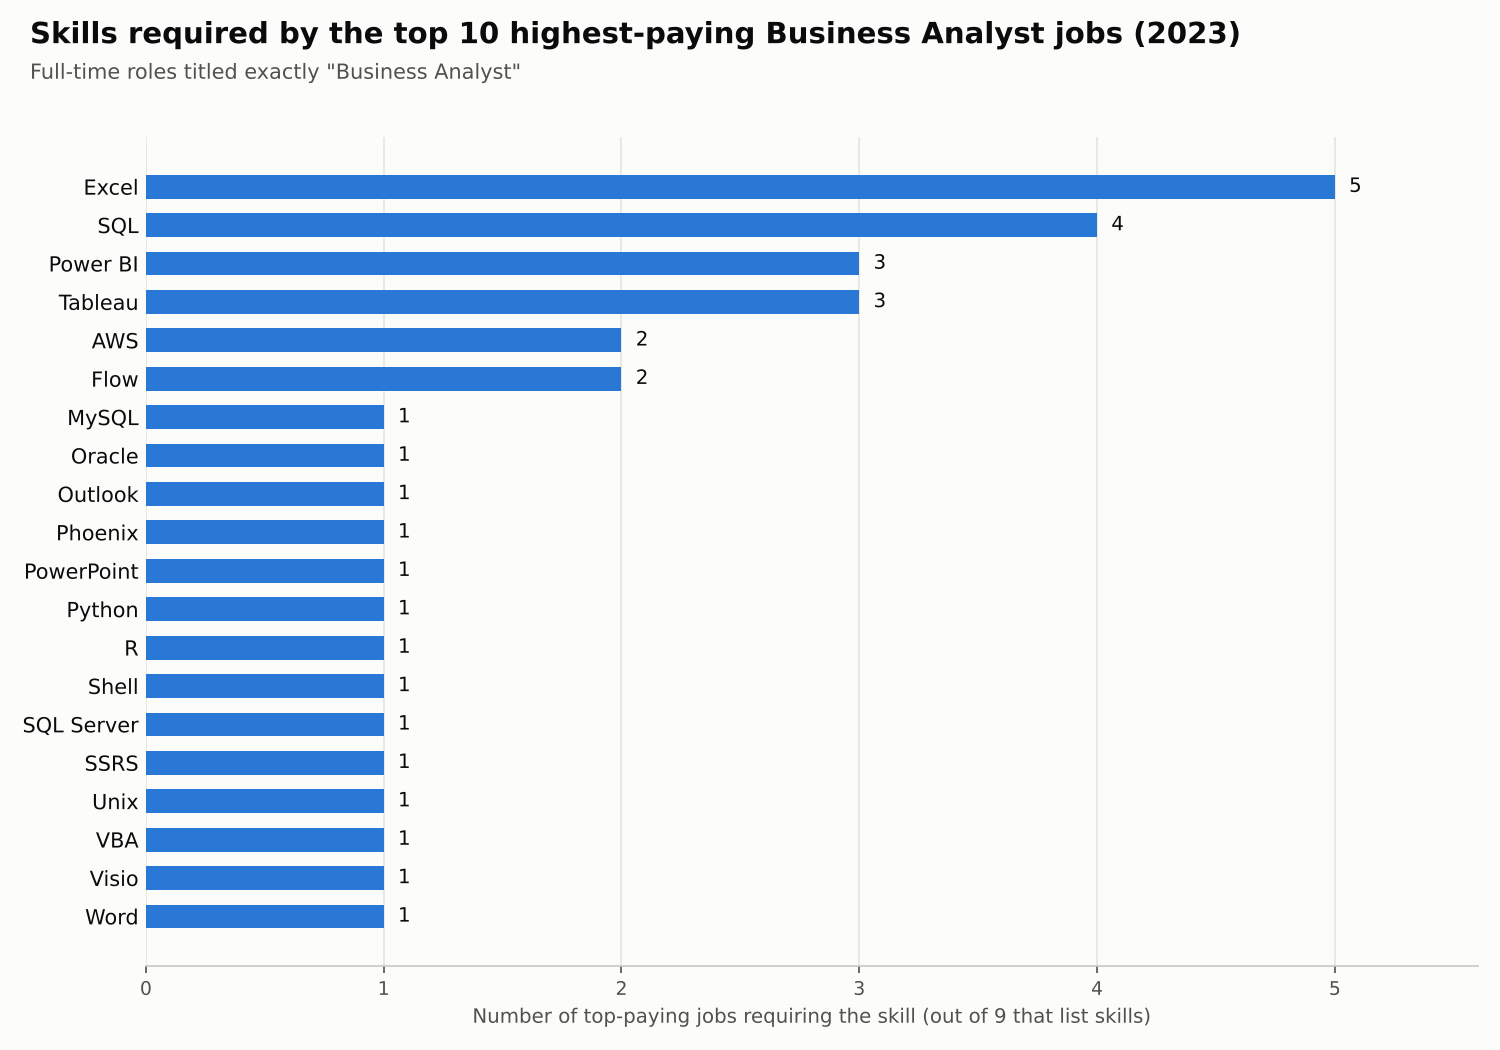 Skills required by the top 10 highest-paying Business Analyst jobs (2023)
Full-time roles titled exactly "Business Analyst"
Excel 5
SQL 4
Power BI 3
Tableau 3
AWS 2
Flow 2
MySQL 1
Oracle 1
Outlook 1
Phoenix 1
PowerPoint 1
Python 1
R 1
Shell 1
SQL Server 1
SSRS 1
Unix 1
VBA 1
Visio 1
Word 1
0 1 2 3 4 5
Number of top-paying jobs requiring the skill (out of 9 that list skills)